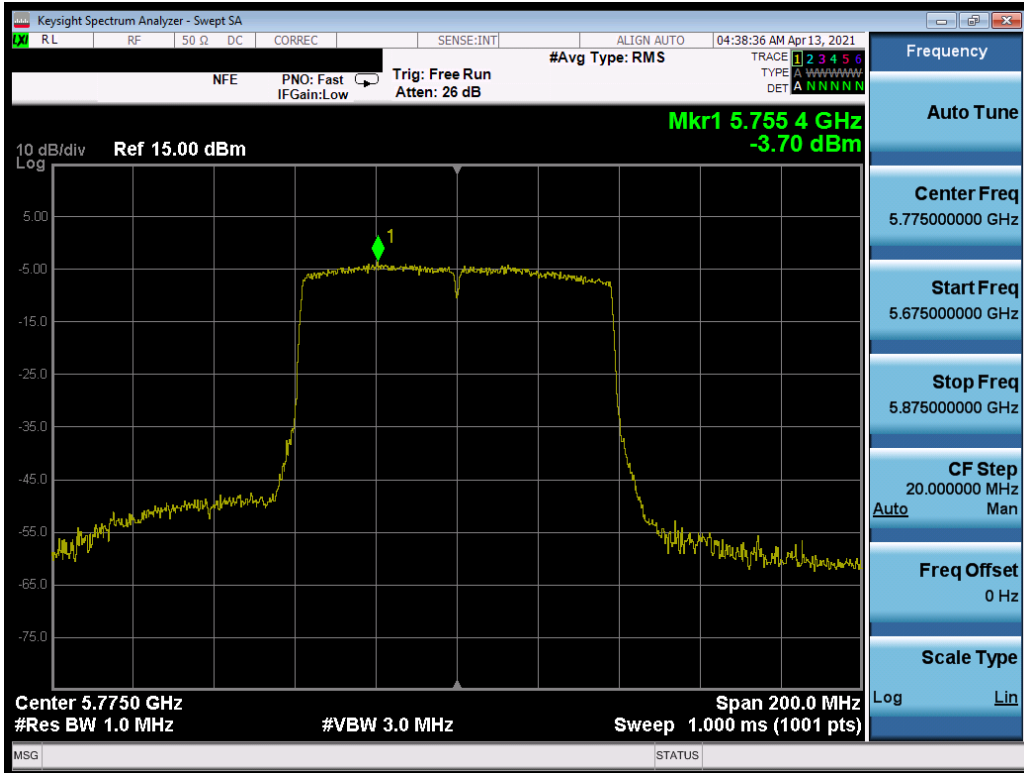 Keysight Spectrum Analyzer - Swept SA
LXI RL RF 50 Ω DC CORREC SENSE:INT ALIGN AUTO 04:38:36 AM Apr 13, 2021
NFE PNO: Fast Trig: Free Run #Avg Type: RMS TRACE 1 2 3 4 5 6
IFGain:Low Atten: 26 dB TYPE A WWWWW
DET A N N N N N
Mkr1 5.755 4 GHz
-3.70 dBm
10 dB/div Ref 15.00 dBm
Log
1
5.00
-5.00
-15.0
-25.0
-35.0
-45.0
-55.0
-65.0
-75.0
Center 5.7750 GHz Span 200.0 MHz
#Res BW 1.0 MHz #VBW 3.0 MHz Sweep 1.000 ms (1001 pts)
MSG STATUS
Frequency
Auto Tune
Center Freq
5.775000000 GHz
Start Freq
5.675000000 GHz
Stop Freq
5.875000000 GHz
CF Step
20.000000 MHz
Auto Man
Freq Offset
0 Hz
Scale Type
Log Lin